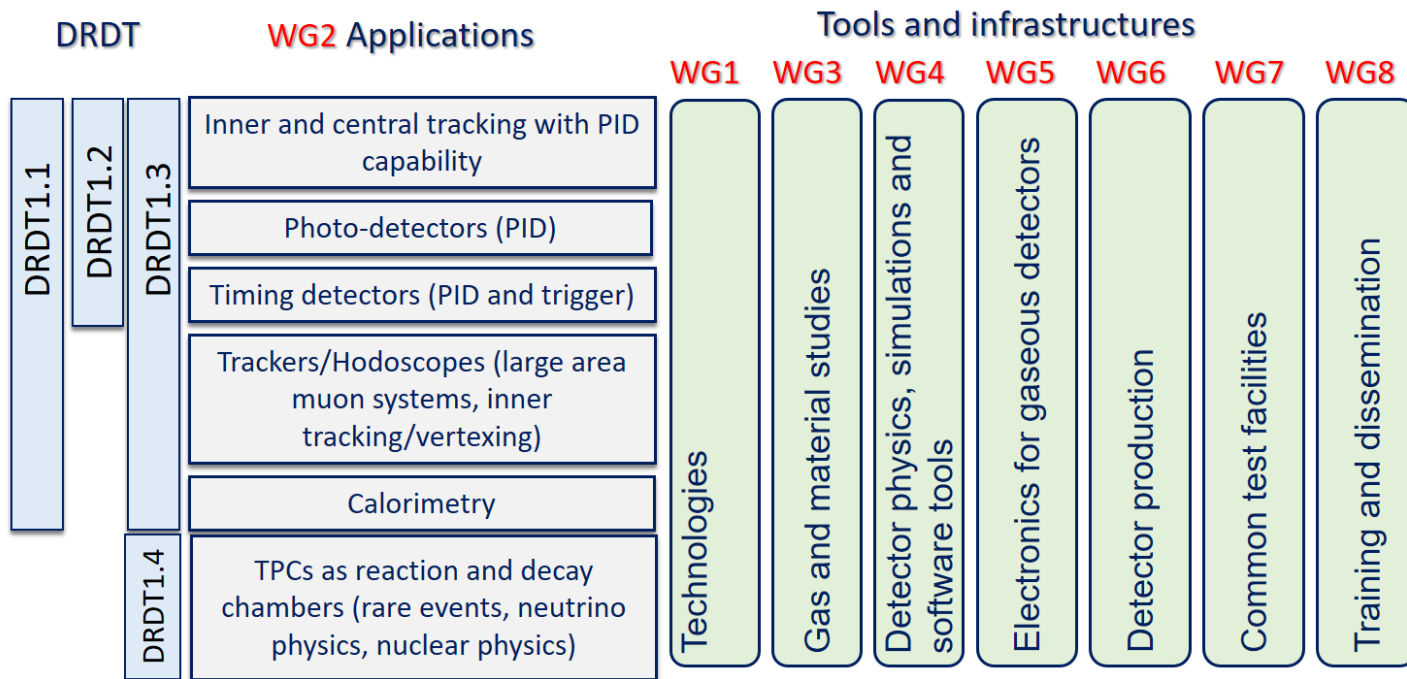 DRDT
WG2 Applications
Tools and infrastructures
WG1
WG3
WG4
WG5
WG6
WG7
WG8
DRDT1.1
DRDT1.2
DRDT1.3
DRDT1.4
Inner and central tracking with PID
capability
Photo-detectors (PID)
Timing detectors (PID and trigger)
Trackers/Hodoscopes (large area
muon systems, inner
tracking/vertexing)
Calorimetry
TPCs as reaction and decay
chambers (rare events, neutrino
physics, nuclear physics)
Technologies
Gas and material studies
Detector physics, simulations and
software tools
Electronics for gaseous detectors
Detector production
Common test facilities
Training and dissemination